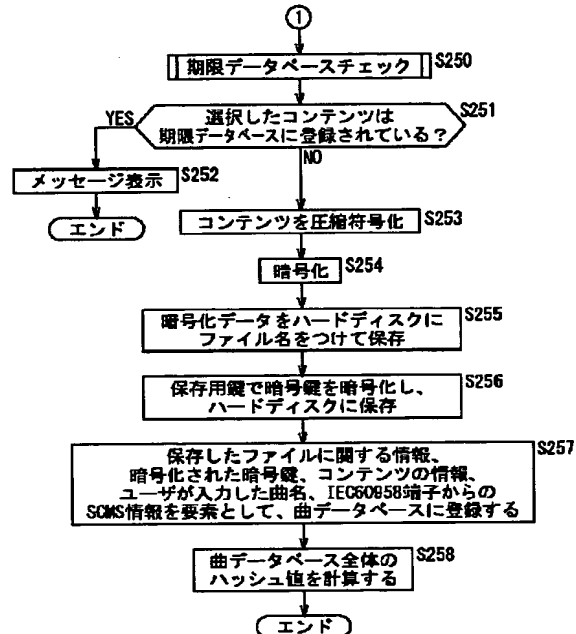 1
期限データベースチェック S250
選択したコンテンツは S251
期限データベースに登録されている？
YES
NO
メッセージ表示 S252
エンド
コンテンツを圧縮符号化 S253
暗号化 S254
暗号化データをハードディスクに S255
ファイル名をつけて保存
保存用鍵で暗号鍵を暗号化し、 S256
ハードディスクに保存
保存したファイルに関する情報、 S257
暗号化された暗号鍵、コンテンツの情報、
ユーザが入力した曲名、IEC60958端子からの
SCMS情報を要素として、曲データベースに登録する
曲データベース全体の S258
ハッシュ値を計算する
エンド